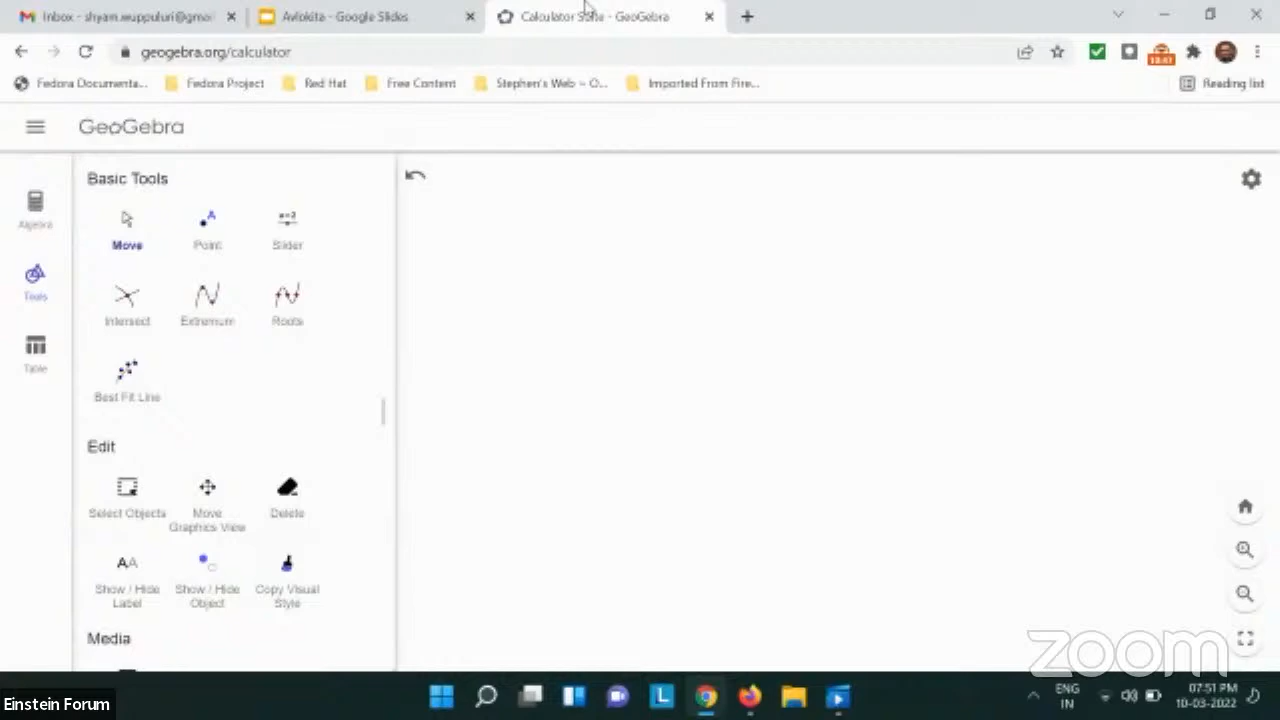 Inbox - shyam.wuppuluri@gmai
Avlokita - Google Slides
Calculator Suite - GeoGebra
geogebra.org/calculator
Fedora Documenta...
Fedora Project
Red Hat
Free Content
Stephen's Web ~ O...
Imported From Fire...
Reading list
GeoGebra
Basic Tools
Algebra
Move
Point
Slider
Tools
Intersect
Extremum
Roots
Table
Best Fit Line
Edit
Select Objects
Move
Graphics View
Delete
AA
Show / Hide
Label
Show / Hide
Object
Copy Visual
Style
Media
zoom
Einstein Forum
ENG
IN
07:51 PM
10-03-2022